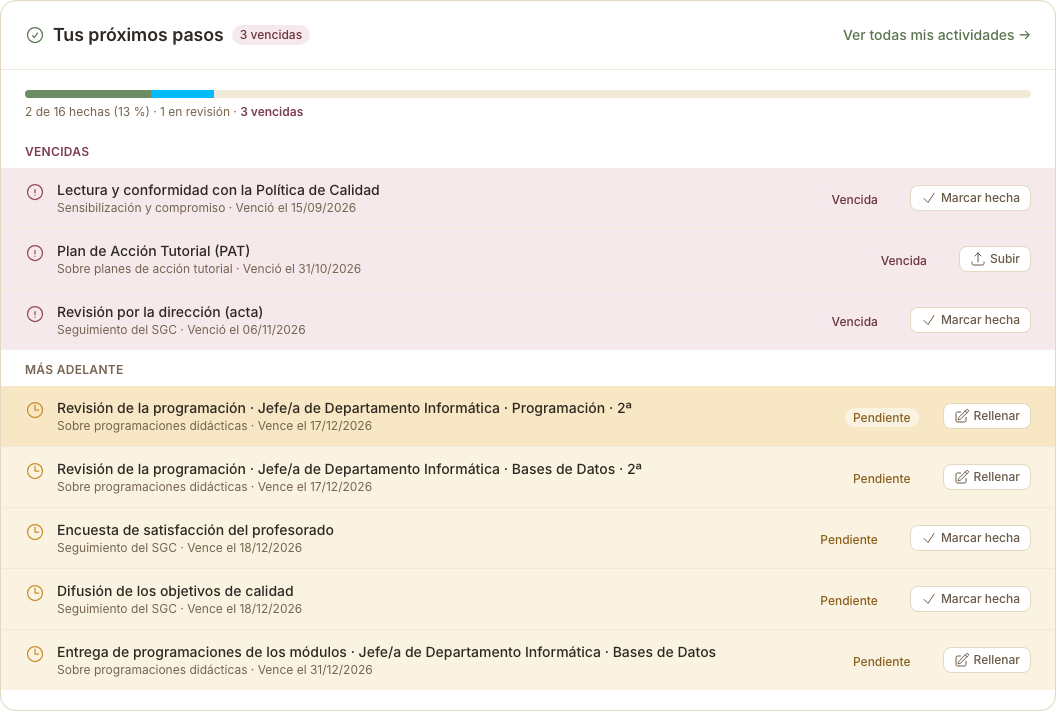 Tus próximos pasos 3 vencidas Ver todas mis actividades →
2 de 16 hechas (13 %) · 1 en revisión · 3 vencidas
VENCIDAS
Lectura y conformidad con la Política de Calidad
Sensibilización y compromiso · Venció el 15/09/2026
Vencida Marcar hecha
Plan de Acción Tutorial (PAT)
Sobre planes de acción tutorial · Venció el 31/10/2026
Vencida Subir
Revisión por la dirección (acta)
Seguimiento del SGC · Venció el 06/11/2026
Vencida Marcar hecha
MÁS ADELANTE
Revisión de la programación · Jefe/a de Departamento Informática · Programación · 2ª
Sobre programaciones didácticas · Vence el 17/12/2026
Pendiente Rellenar
Revisión de la programación · Jefe/a de Departamento Informática · Bases de Datos · 2ª
Sobre programaciones didácticas · Vence el 17/12/2026
Pendiente Rellenar
Encuesta de satisfacción del profesorado
Seguimiento del SGC · Vence el 18/12/2026
Pendiente Marcar hecha
Difusión de los objetivos de calidad
Seguimiento del SGC · Vence el 18/12/2026
Pendiente Marcar hecha
Entrega de programaciones de los módulos · Jefe/a de Departamento Informática · Bases de Datos
Sobre programaciones didácticas · Vence el 31/12/2026
Pendiente Rellenar